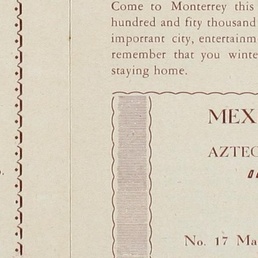 Come to Monterrey this
hundred and fity thousand
important city, entertainm
remember that you winte
staying home.
MEX
AZTEC
No. 17 Ma